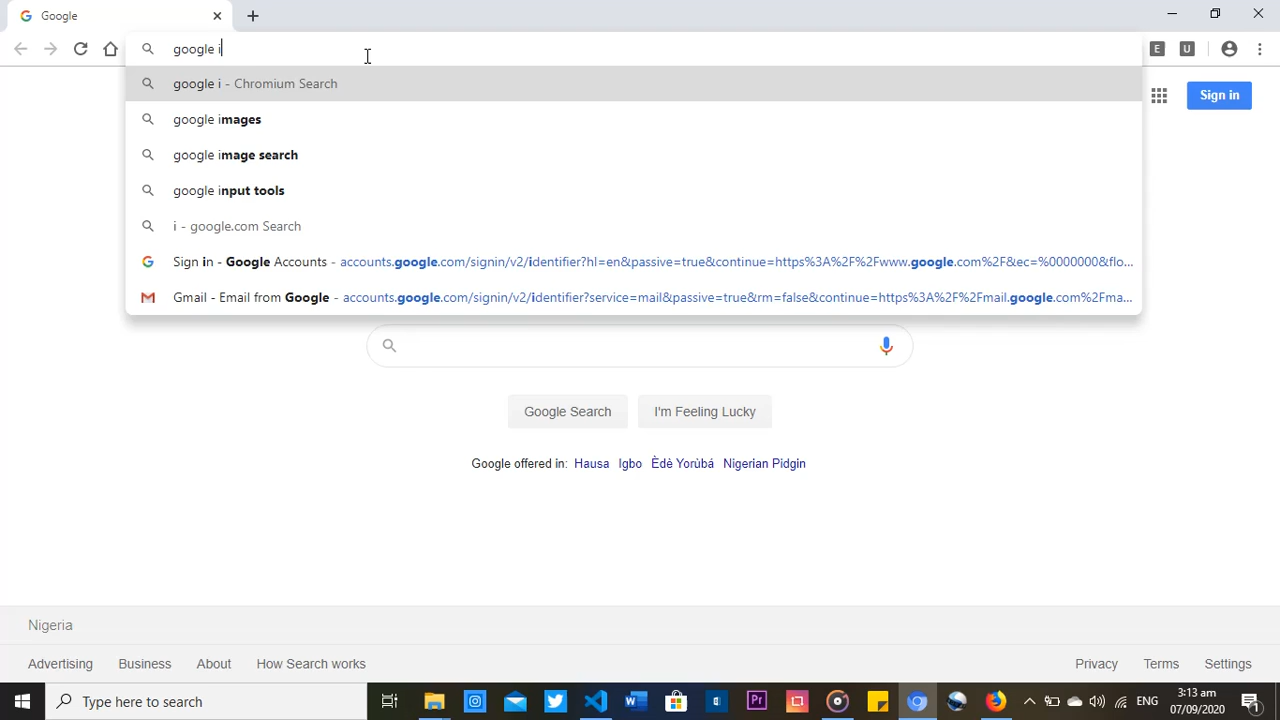 Google
google i
E U
google i - Chromium Search
google images
google image search
google input tools
i - google.com Search
Sign in - Google Accounts - accounts.google.com/signin/v2/identifier?hl=en&passive=true&continue=https%3A%2F%2Fwww.google.com%2F&ec=%0000000&flo...
Gmail - Email from Google - accounts.google.com/signin/v2/identifier?service=mail&passive=true&rm=false&continue=https%3A%2F%2Fmail.google.com%2Fma...
Sign in
Google Search
I'm Feeling Lucky
Google offered in: Hausa Igbo Èdè Yorùbá Nigerian Pidgin
Nigeria
Advertising Business About How Search works
Privacy Terms Settings
Type here to search
Pr
ENG
3:13 am
07/09/2020
1